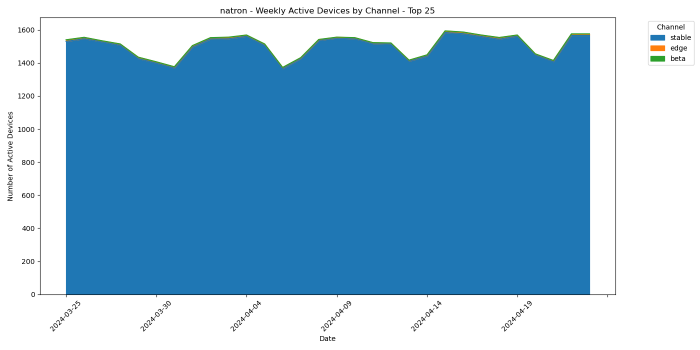 natron - Weekly Active Devices by Channel - Top 25
Number of Active Devices
1600
1400
1200
1000
800
600
400
200
0
2024-03-25
2024-03-30
2024-04-04
2024-04-09
2024-04-14
2024-04-19
Date
Channel
stable
edge
beta